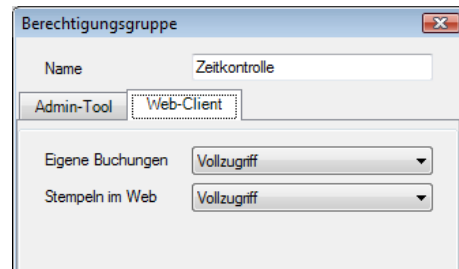 Berechtigungsgruppe
Name Zeitkontrolle
Admin-Tool Web-Client
Eigene Buchungen Vollzugriff
Stempeln im Web Vollzugriff